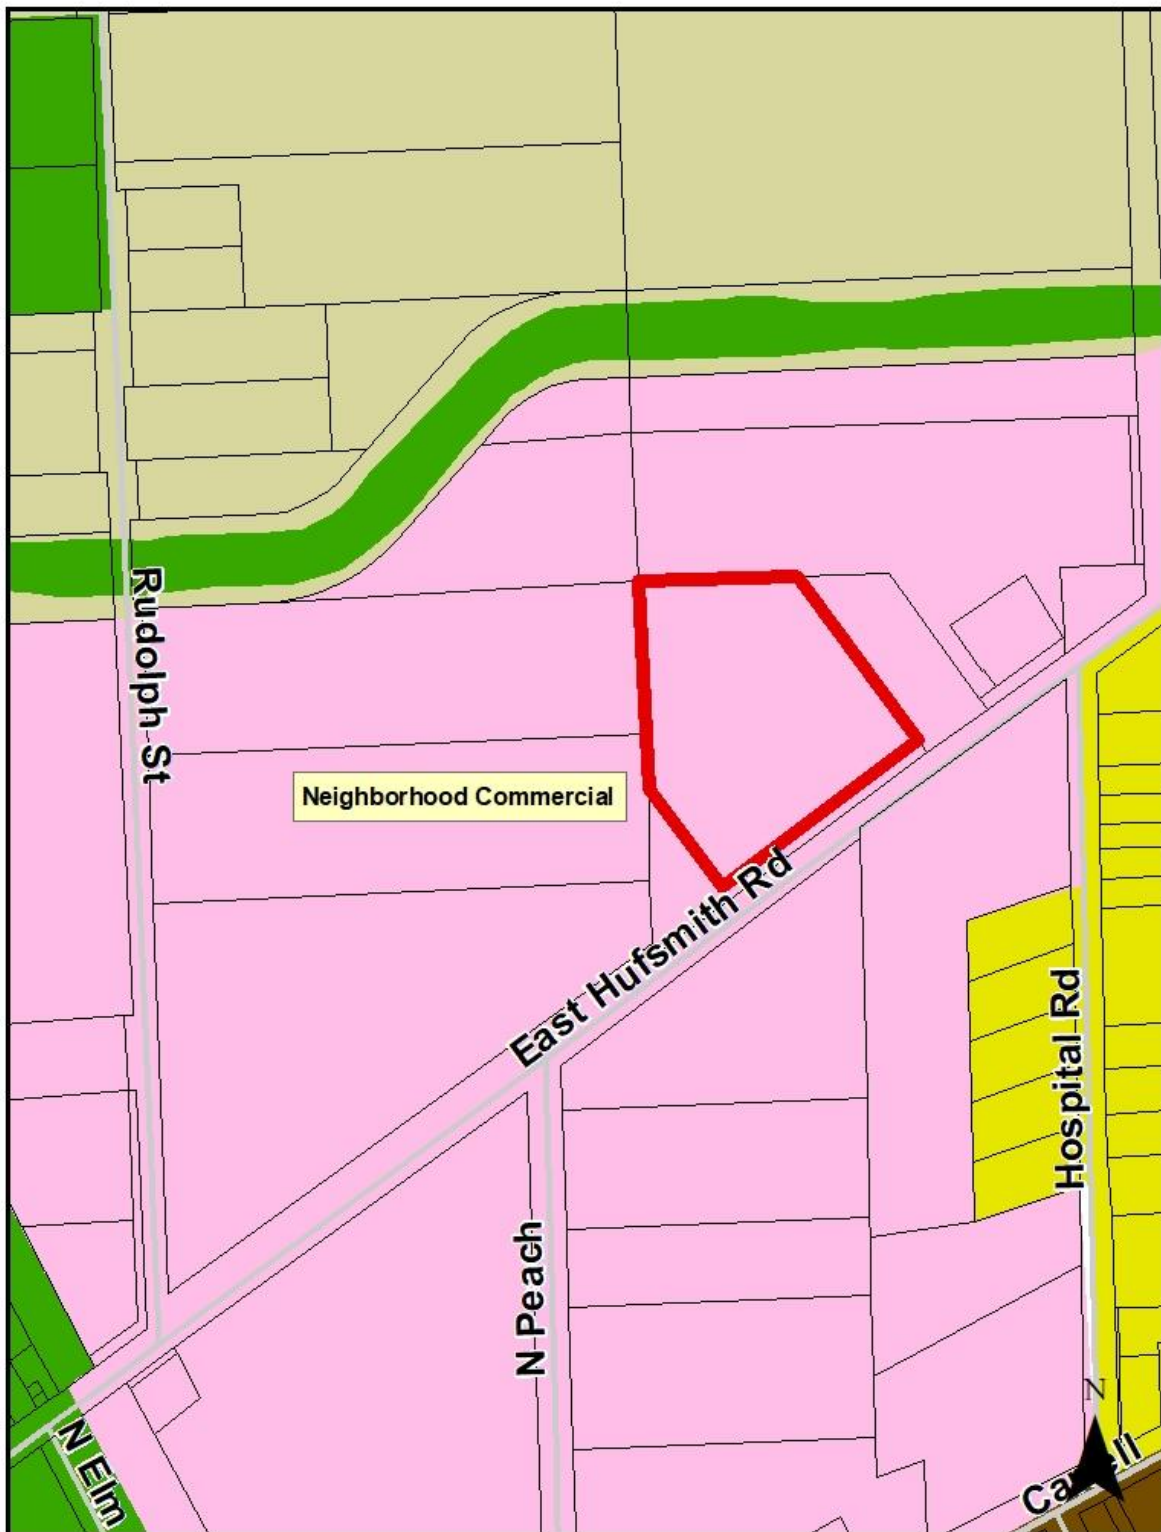 Rudolph St
Neighborhood Commercial
East Hufsmith Rd
Hospital Rd
N Peach
N
N Elm